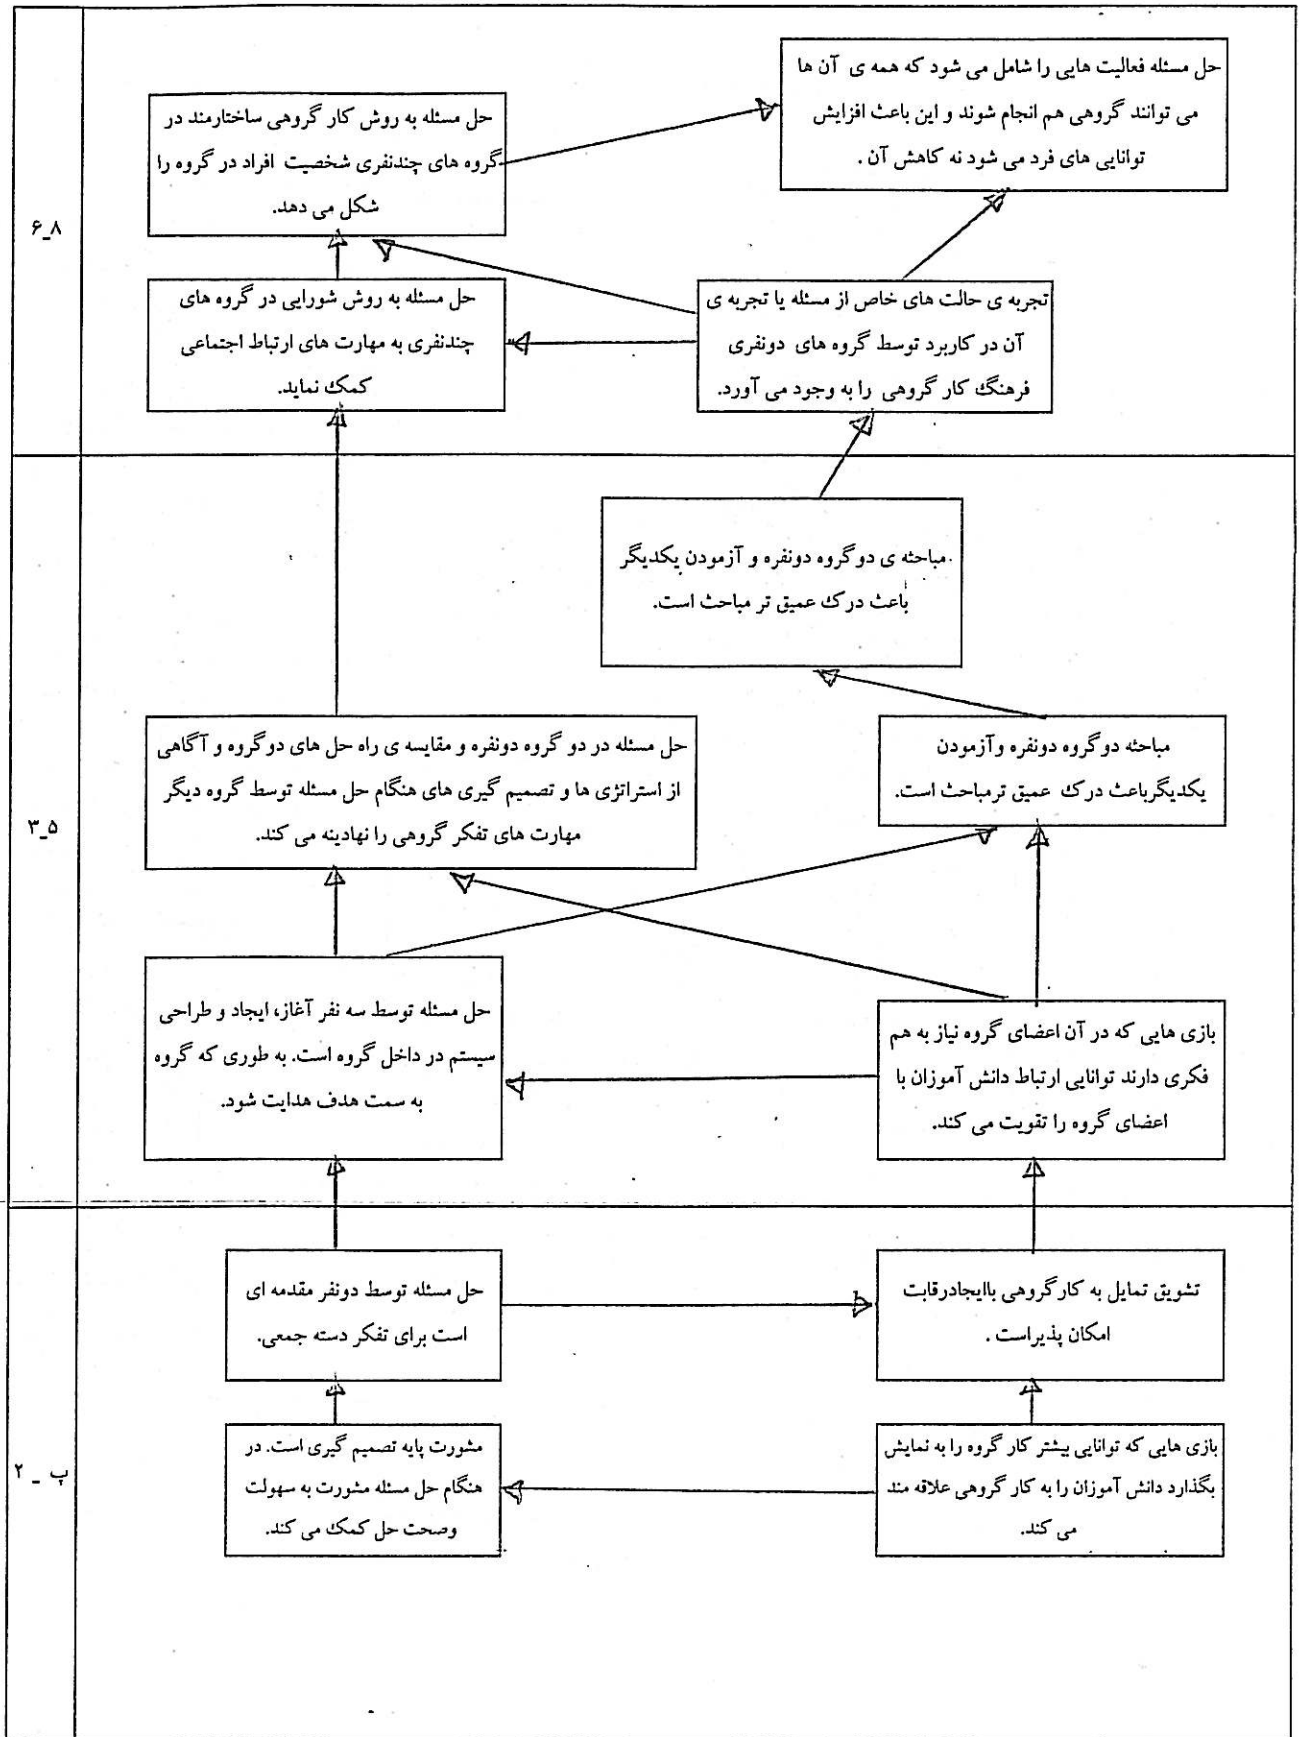 حل مسئله فعالیت هایی را شامل می شود که همه ی آن ها
می توانند گروهی هم انجام شوند و این باعث افزایش
توانایی های فرد می شود نه کاهش آن .
حل مسئله به روش کار گروهی ساختارمند در
گروه های چندنفری شخصیت افراد در گروه را
شکل می دهد.
۶_۸
تجربه ی حالت های خاص از مسئله یا تجربه ی
آن در کاربرد توسط گروه های دونفری
فرهنگ کار گروهی را به وجود می آورد.
حل مسئله به روش شورایی در گروه های
چندنفری به مهارت های ارتباط اجتماعی
کمک نماید.
مباحثه ی دوگروه دونفره و آزمودن یکدیگر
باعث درک عمیق تر مباحث است.
مباحثه دوگروه دونفره وآزمودن
یکدیگرباعث درک عمیق ترمباحث است.
حل مسئله در دو گروه دونفره و مقایسه ی راه حل های دوگروه و آگاهی
از استراتژی ها و تصمیم گیری های هنگام حل مسئله توسط گروه دیگر
مهارت های تفکر گروهی را نهادینه می کند.
۳_۵
بازی هایی که در آن اعضای گروه نیاز به هم
فکری دارند توانایی ارتباط دانش آموزان با
اعضای گروه را تقویت می کند.
حل مسئله توسط سه نفر آغاز، ایجاد و طراحی
سیستم در داخل گروه است. به طوری که گروه
به سمت هدف هدایت شود.
تشویق تمایل به کارگروهی باایجادرقابت
امکان پذیراست .
حل مسئله توسط دونفر مقدمه ای
است برای تفکر دسته جمعی.
بازی هایی که توانایی بیشتر کار گروه را به نمایش
بگذارد دانش آموزان را به کار گروهی علاقه مند
می کند.
مشورت پایه تصمیم گیری است. در
هنگام حل مسئله مشورت به سهولت
وصحت حل کمک می کند.
پ _ ۲